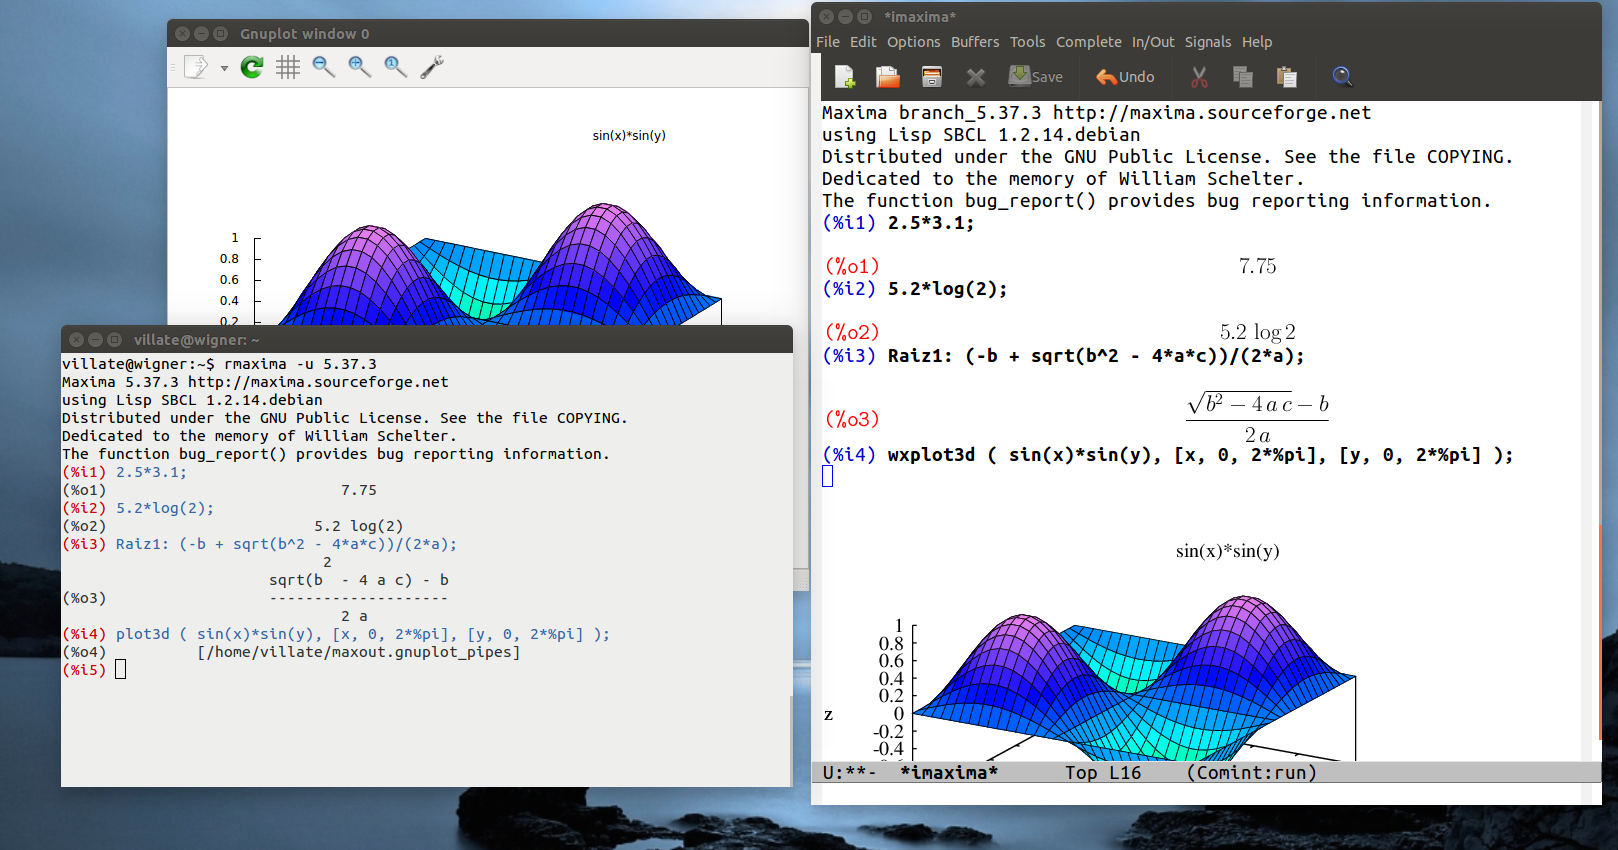 Gnuplot window 0
sin(x)*sin(y)
1
0.8
0.6
0.4
0.2
villate@wigner: ~
villate@wigner:~$ rmaxima -u 5.37.3
Maxima 5.37.3 http://maxima.sourceforge.net
using Lisp SBCL 1.2.14.debian
Distributed under the GNU Public License. See the file COPYING.
Dedicated to the memory of William Schelter.
The function bug_report() provides bug reporting information.
(%i1) 2.5*3.1;
(%o1) 7.75
(%i2) 5.2*log(2);
(%o2) 5.2 log(2)
(%i3) Raiz1: (-b + sqrt(b^2 - 4*a*c))/(2*a);
2
sqrt(b  - 4 a c) - b
(%o3) --------------------
2 a
(%i4) plot3d ( sin(x)*sin(y), [x, 0, 2*%pi], [y, 0, 2*%pi] );
(%o4) [/home/villate/maxout.gnuplot_pipes]
(%i5)
*imaxima*
File Edit Options Buffers Tools Complete In/Out Signals Help
Save Undo
Maxima branch_5.37.3 http://maxima.sourceforge.net
using Lisp SBCL 1.2.14.debian
Distributed under the GNU Public License. See the file COPYING.
Dedicated to the memory of William Schelter.
The function bug_report() provides bug reporting information.
(%i1) 2.5*3.1;
(%o1) 7.75
(%i2) 5.2*log(2);
(%o2) 5.2 log 2
(%i3) Raiz1: (-b + sqrt(b^2 - 4*a*c))/(2*a);
√b² − 4 a c − b
(%o3)
2 a
(%i4) wxplot3d ( sin(x)*sin(y), [x, 0, 2*%pi], [y, 0, 2*%pi] );
sin(x)*sin(y)
1
0.8
0.6
0.4
0.2
z 0
-0.2
-0.4
U:**- *imaxima* Top L16 (Comint:run)